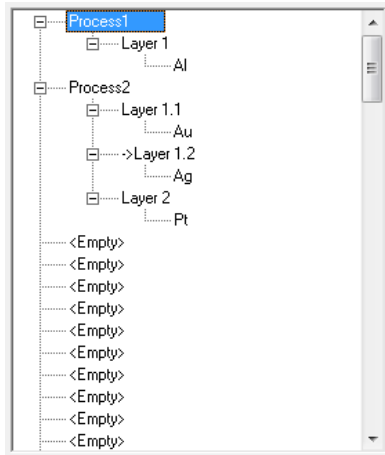 Process1
Layer 1
Al
Process2
Layer 1.1
Au
->Layer 1.2
Ag
Layer 2
Pt
<Empty>
<Empty>
<Empty>
<Empty>
<Empty>
<Empty>
<Empty>
<Empty>
<Empty>
<Empty>